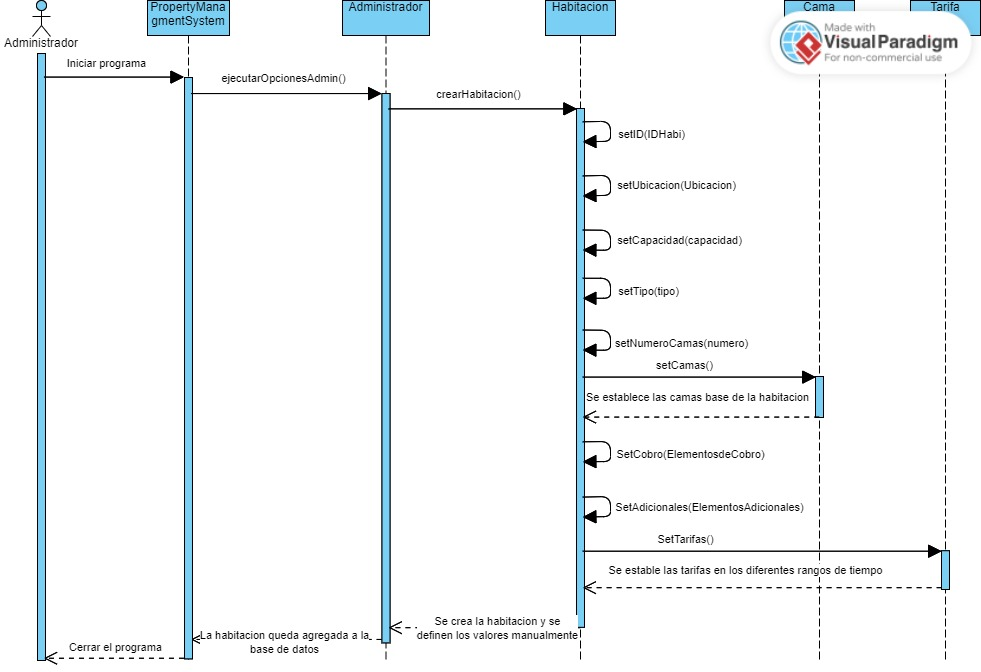 PropertyMana
gmentSystem
Administrador
Habitacion
Cama
Tarifa
Made with
VisualParadigm
For non-commercial use
Administrador
Iniciar programa
ejecutarOpcionesAdmin()
crearHabitacion()
setID(IDHabi)
setUbicacion(Ubicacion)
setCapacidad(capacidad)
setTipo(tipo)
setNumeroCamas(numero)
setCamas()
Se establece las camas base de la habitacion
SetCobro(ElementosdeCobro)
SetAdicionales(ElementosAdicionales)
SetTarifas()
Se estable las tarifas en los diferentes rangos de tiempo
Se crea la habitacion y se
definen los valores manualmente
La habitacion queda agregada a la
base de datos
Cerrar el programa